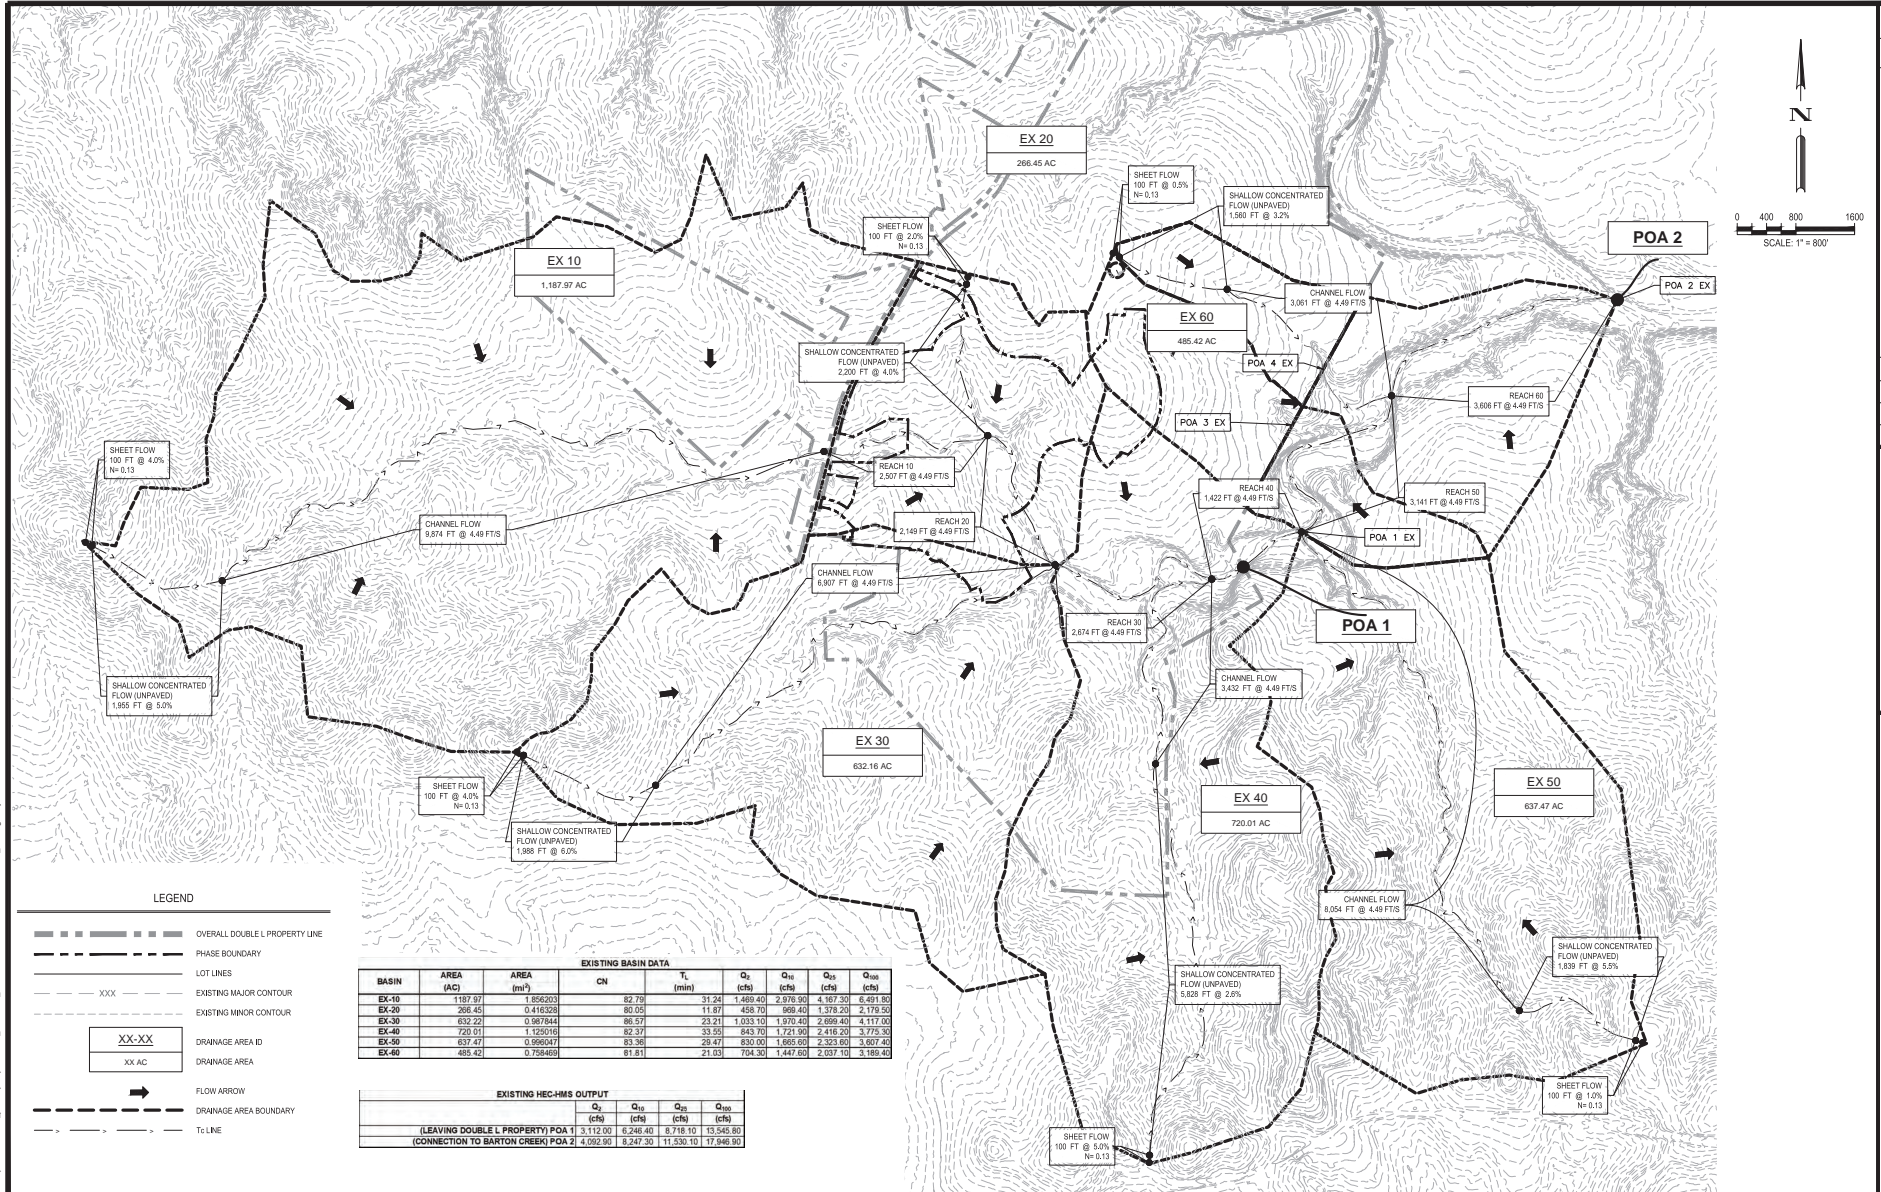 EX 20
266.45 AC
N
0 400 800 1600
SCALE: 1" = 800'
SHEET FLOW
100 FT @ 0.5%
N= 0.13
SHALLOW CONCENTRATED
FLOW (UNPAVED)
1,560 FT @ 3.2%
SHEET FLOW
100 FT @ 2.0%
N= 0.13
POA 2
EX 10
1,187.97 AC
POA 2 EX
CHANNEL FLOW
3,061 FT @ 4.49 FT/S
EX 60
485.42 AC
SHALLOW CONCENTRATED
FLOW (UNPAVED)
2,200 FT @ 4.0%
POA 4 EX
REACH 60
3,606 FT @ 4.49 FT/S
POA 3 EX
SHEET FLOW
100 FT @ 4.0%
N= 0.13
REACH 10
2,507 FT @ 4.49 FT/S
REACH 40
1,422 FT @ 4.49 FT/S
REACH 50
3,141 FT @ 4.49 FT/S
CHANNEL FLOW
9,874 FT @ 4.49 FT/S
REACH 20
2,149 FT @ 4.49 FT/S
POA 1 EX
CHANNEL FLOW
6,907 FT @ 4.49 FT/S
REACH 30
2,674 FT @ 4.49 FT/S
POA 1
SHALLOW CONCENTRATED
FLOW (UNPAVED)
1,955 FT @ 5.0%
CHANNEL FLOW
3,432 FT @ 4.49 FT/S
EX 30
632.16 AC
EX 50
637.47 AC
SHEET FLOW
100 FT @ 4.0%
N= 0.13
EX 40
720.01 AC
SHALLOW CONCENTRATED
FLOW (UNPAVED)
1,988 FT @ 6.0%
CHANNEL FLOW
8,054 FT @ 4.49 FT/S
SHALLOW CONCENTRATED
FLOW (UNPAVED)
1,839 FT @ 5.5%
SHALLOW CONCENTRATED
FLOW (UNPAVED)
5,828 FT @ 2.6%
SHEET FLOW
100 FT @ 1.0%
N= 0.13
SHEET FLOW
100 FT @ 5.0%
N= 0.13
LEGEND
OVERALL DOUBLE L PROPERTY LINE
PHASE BOUNDARY
LOT LINES
XXX EXISTING MAJOR CONTOUR
EXISTING MINOR CONTOUR
XX-XX DRAINAGE AREA ID
XX AC DRAINAGE AREA
FLOW ARROW
DRAINAGE AREA BOUNDARY
Tc LINE
EXISTING BASIN DATA
BASIN AREA (AC) AREA (mi²) CN TL (min) Q2 (cfs) Q10 (cfs) Q25 (cfs) Q100 (cfs)
EX-10 1187.97 1.856203 82.79 31.24 1,469.40 2,976.90 4,167.30 6,491.80
EX-20 266.45 0.416328 80.05 11.87 458.70 969.40 1,378.20 2,179.50
EX-30 632.22 0.987844 86.57 23.21 1,033.10 1,970.40 2,699.40 4,117.00
EX-40 720.01 1.125016 82.37 33.55 843.70 1,721.90 2,416.20 3,775.30
EX-50 637.47 0.996047 83.36 29.47 830.00 1,665.60 2,323.60 3,607.40
EX-60 485.42 0.758469 81.81 21.03 704.30 1,447.60 2,037.10 3,189.40
EXISTING HEC-HMS OUTPUT
Q2 (cfs) Q10 (cfs) Q25 (cfs) Q100 (cfs)
(LEAVING DOUBLE L PROPERTY) POA 1 3,112.00 6,246.40 8,718.10 13,545.80
(CONNECTION TO BARTON CREEK) POA 2 4,092.90 8,247.30 11,530.10 17,946.90